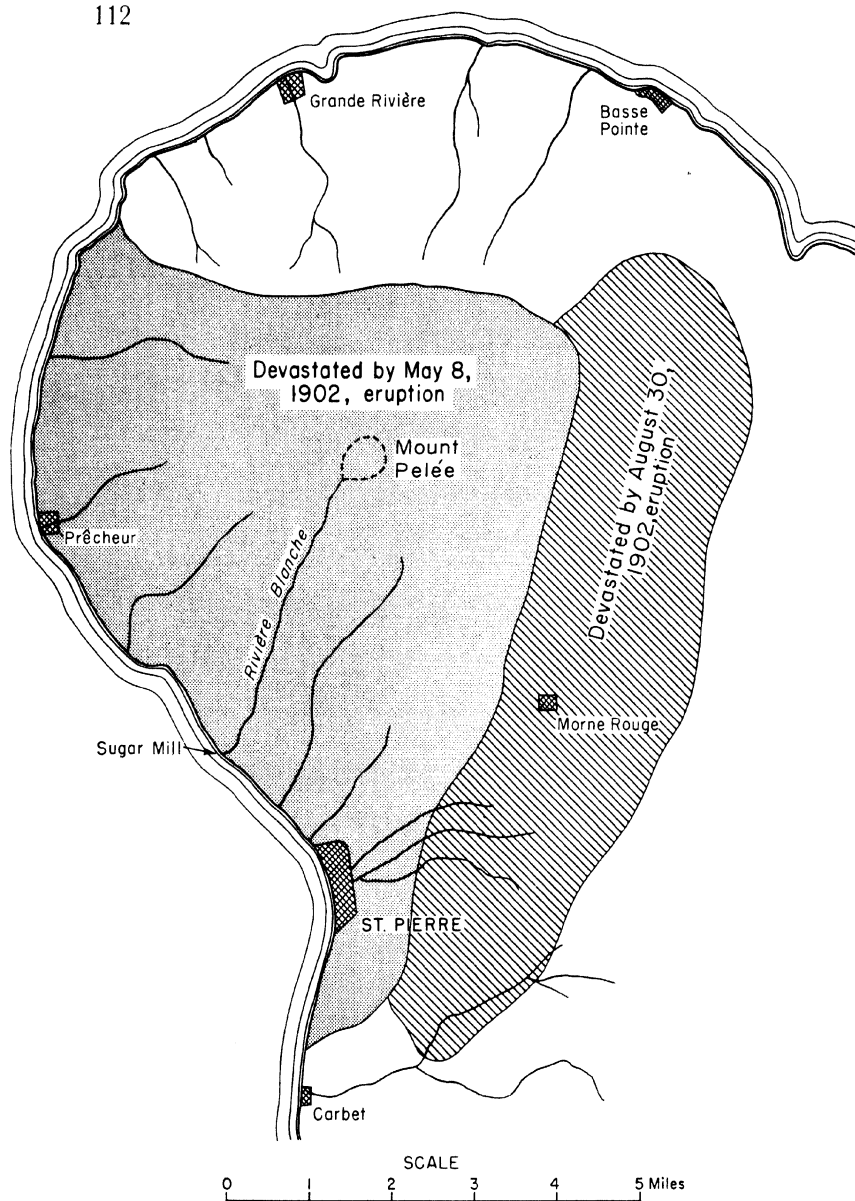 112
Grande Rivière
Basse
Pointe
Devastated by May 8,
1902, eruption
Mount
Pelée
Devastated by August 30,
1902, eruption
Prêcheur
Rivière Blanche
Morne Rouge
Sugar Mill
ST. PIERRE
Carbet
SCALE
0 1 2 3 4 5 Miles